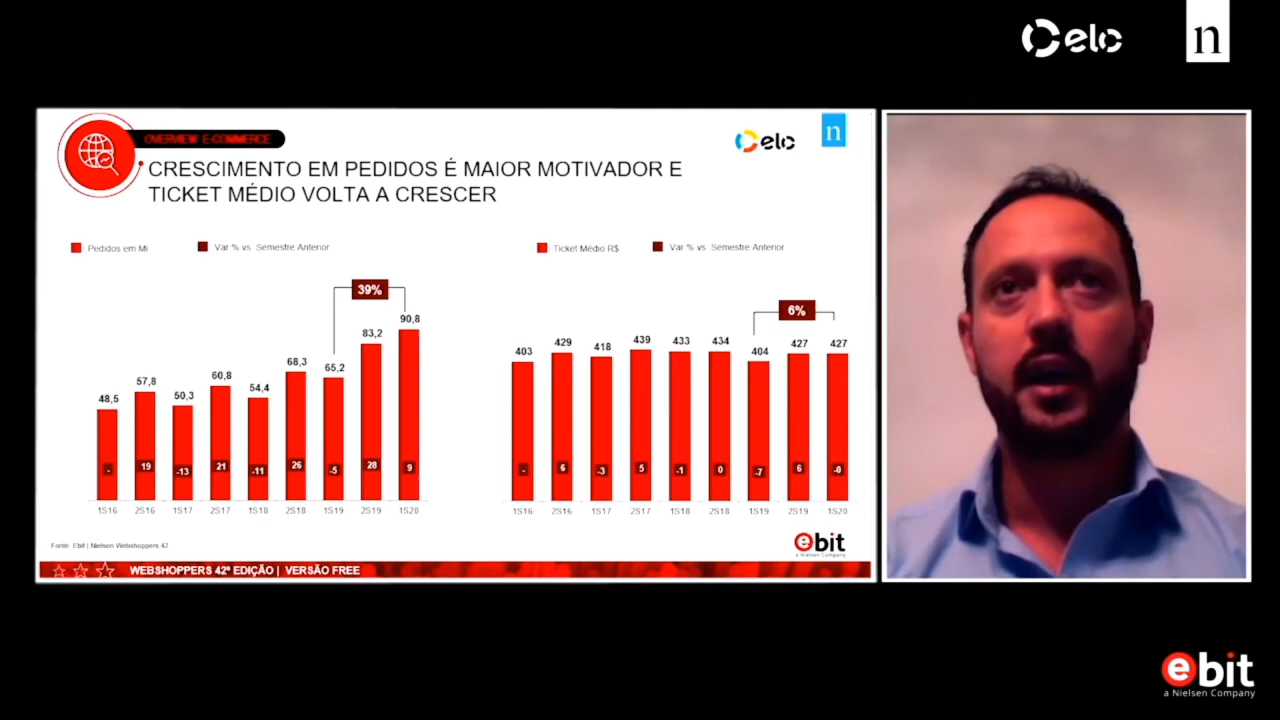 elo
n
OVERVIEW E-COMMERCE
elo
n
CRESCIMENTO EM PEDIDOS É MAIOR MOTIVADOR E
TICKET MÉDIO VOLTA A CRESCER
Pedidos em Mi
Var % vs. Semestre Anterior
39%
48,5 57,8 50,3 60,8 54,4 68,3 65,2 83,2 90,8
- 19 -13 21 -11 26 -5 28 9
1S16 2S16 1S17 2S17 1S18 2S18 1S19 2S19 1S20
Ticket Médio R$
Var % vs. Semestre Anterior
6%
403 429 418 439 433 434 404 427 427
- 6 -3 5 -1 0 -7 6 -0
1S16 2S16 1S17 2S17 1S18 2S18 1S19 2S19 1S20
Fonte: Ebit | Nielsen Webshoppers 42
ebit
a Nielsen Company
WEBSHOPPERS 42ª EDIÇÃO | VERSÃO FREE
ebit
a Nielsen Company